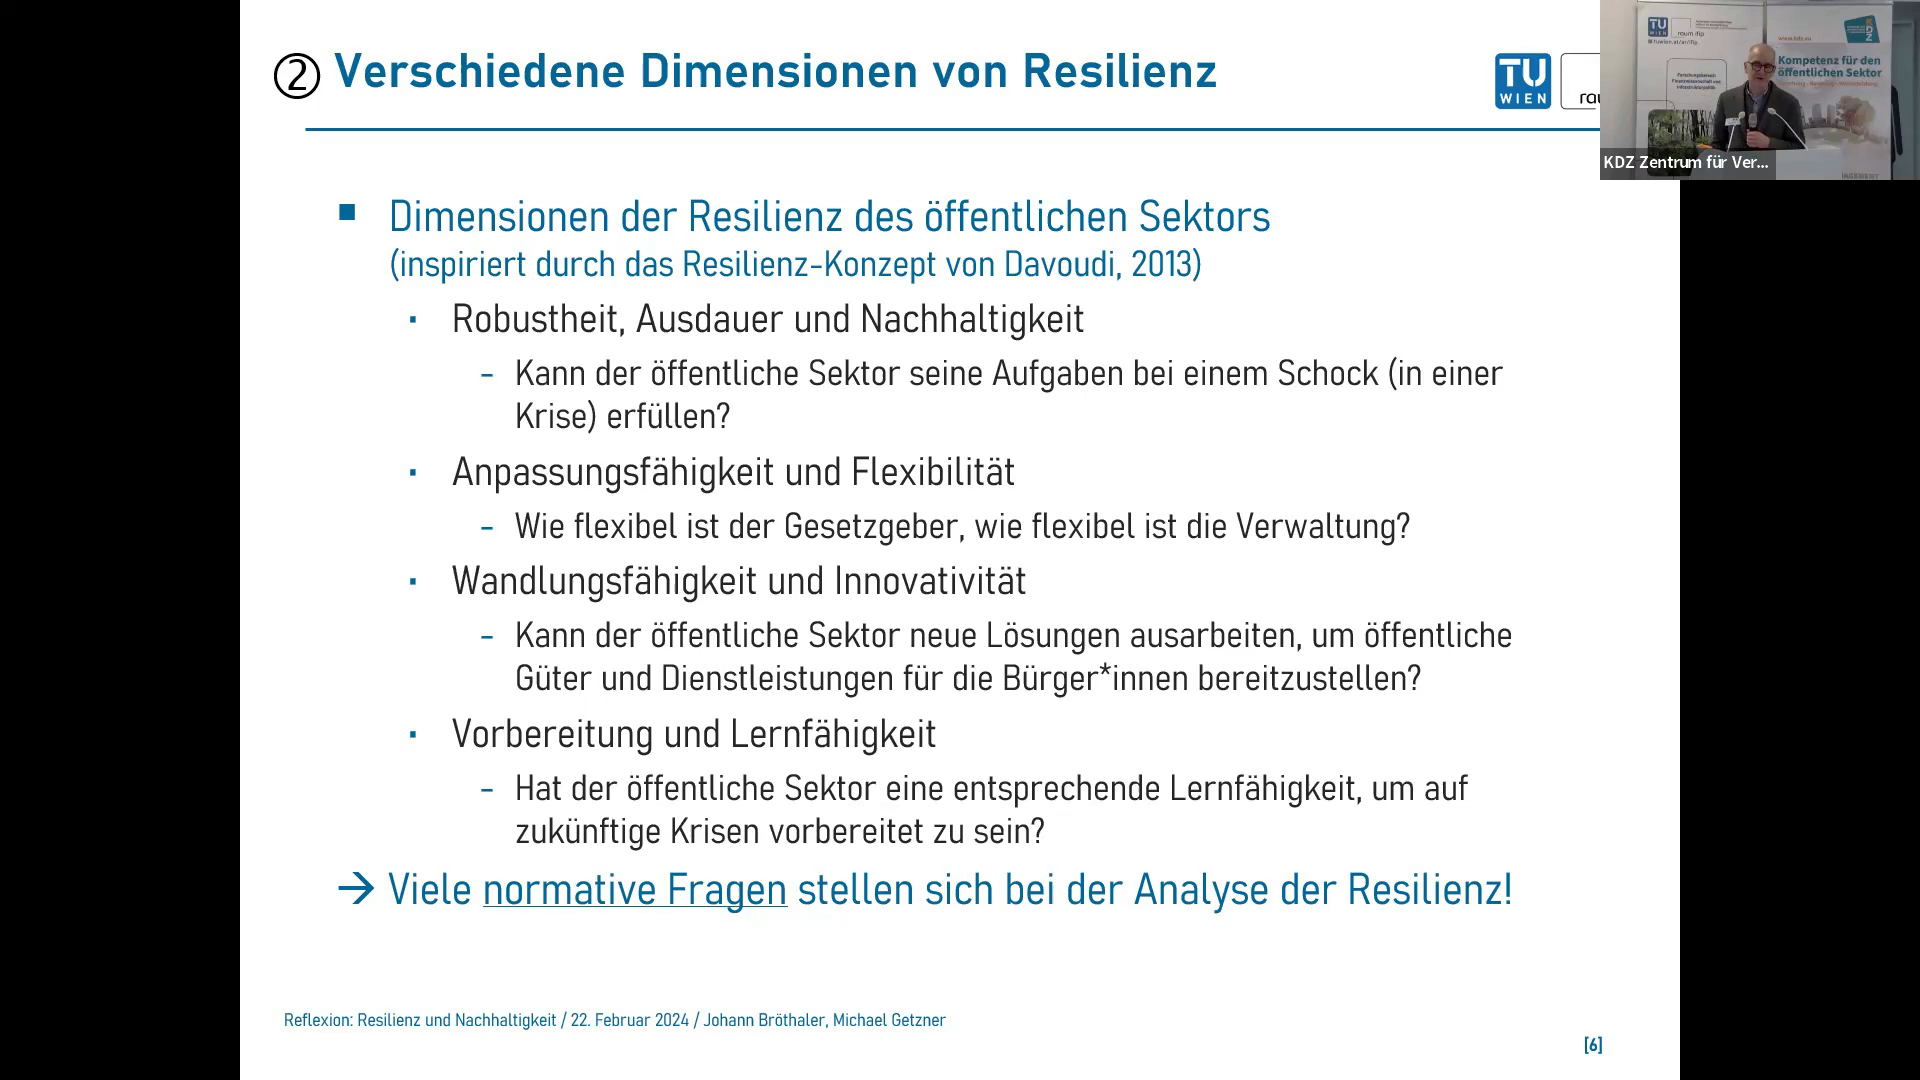 ② Verschiedene Dimensionen von Resilienz
TU
WIEN
■ Dimensionen der Resilienz des öffentlichen Sektors
(inspiriert durch das Resilienz-Konzept von Davoudi, 2013)
▪ Robustheit, Ausdauer und Nachhaltigkeit
- Kann der öffentliche Sektor seine Aufgaben bei einem Schock (in einer
Krise) erfüllen?
▪ Anpassungsfähigkeit und Flexibilität
- Wie flexibel ist der Gesetzgeber, wie flexibel ist die Verwaltung?
▪ Wandlungsfähigkeit und Innovativität
- Kann der öffentliche Sektor neue Lösungen ausarbeiten, um öffentliche
Güter und Dienstleistungen für die Bürger*innen bereitzustellen?
▪ Vorbereitung und Lernfähigkeit
- Hat der öffentliche Sektor eine entsprechende Lernfähigkeit, um auf
zukünftige Krisen vorbereitet zu sein?
→ Viele normative Fragen stellen sich bei der Analyse der Resilienz!
Reflexion: Resilienz und Nachhaltigkeit / 22. Februar 2024 / Johann Bröthaler, Michael Getzner
[6]
TU
WIEN
raum ifip
KDZ
Kompetenz für den
öffentlichen Sektor
KDZ Zentrum für Ver...